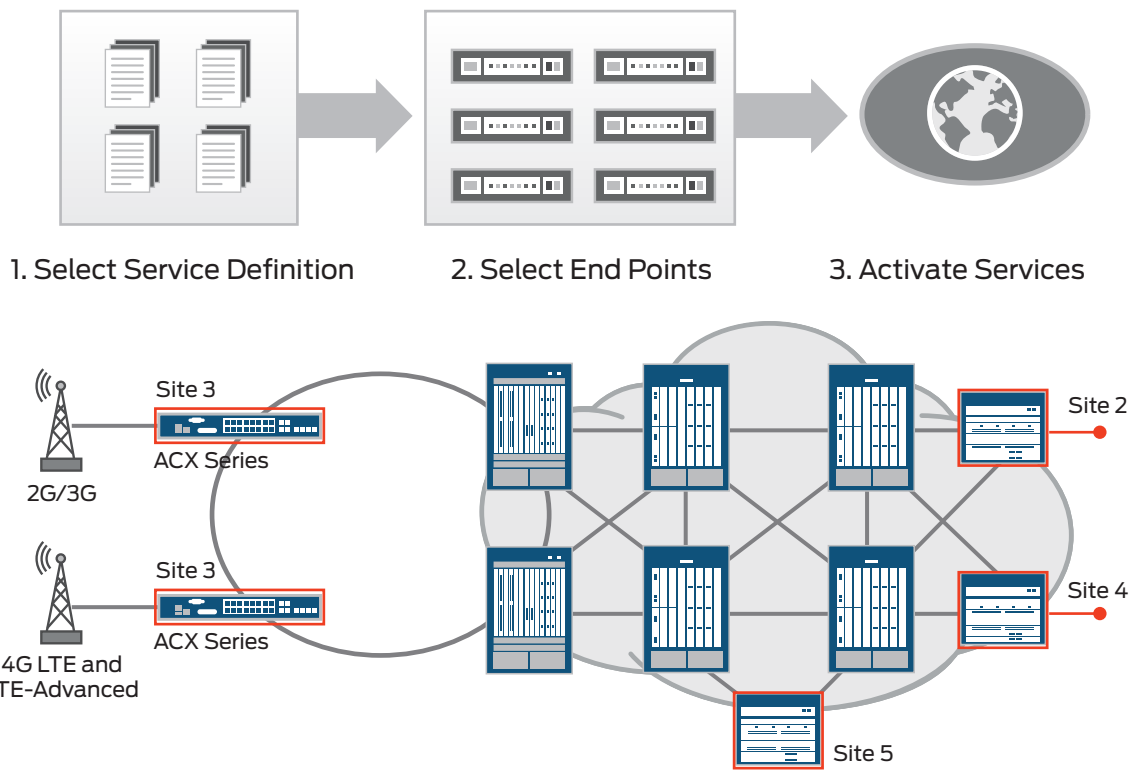 1. Select Service Definition
2. Select End Points
3. Activate Services
Site 3
ACX Series
2G/3G
Site 2
Site 3
ACX Series
4G LTE and
TE-Advanced
Site 4
Site 5